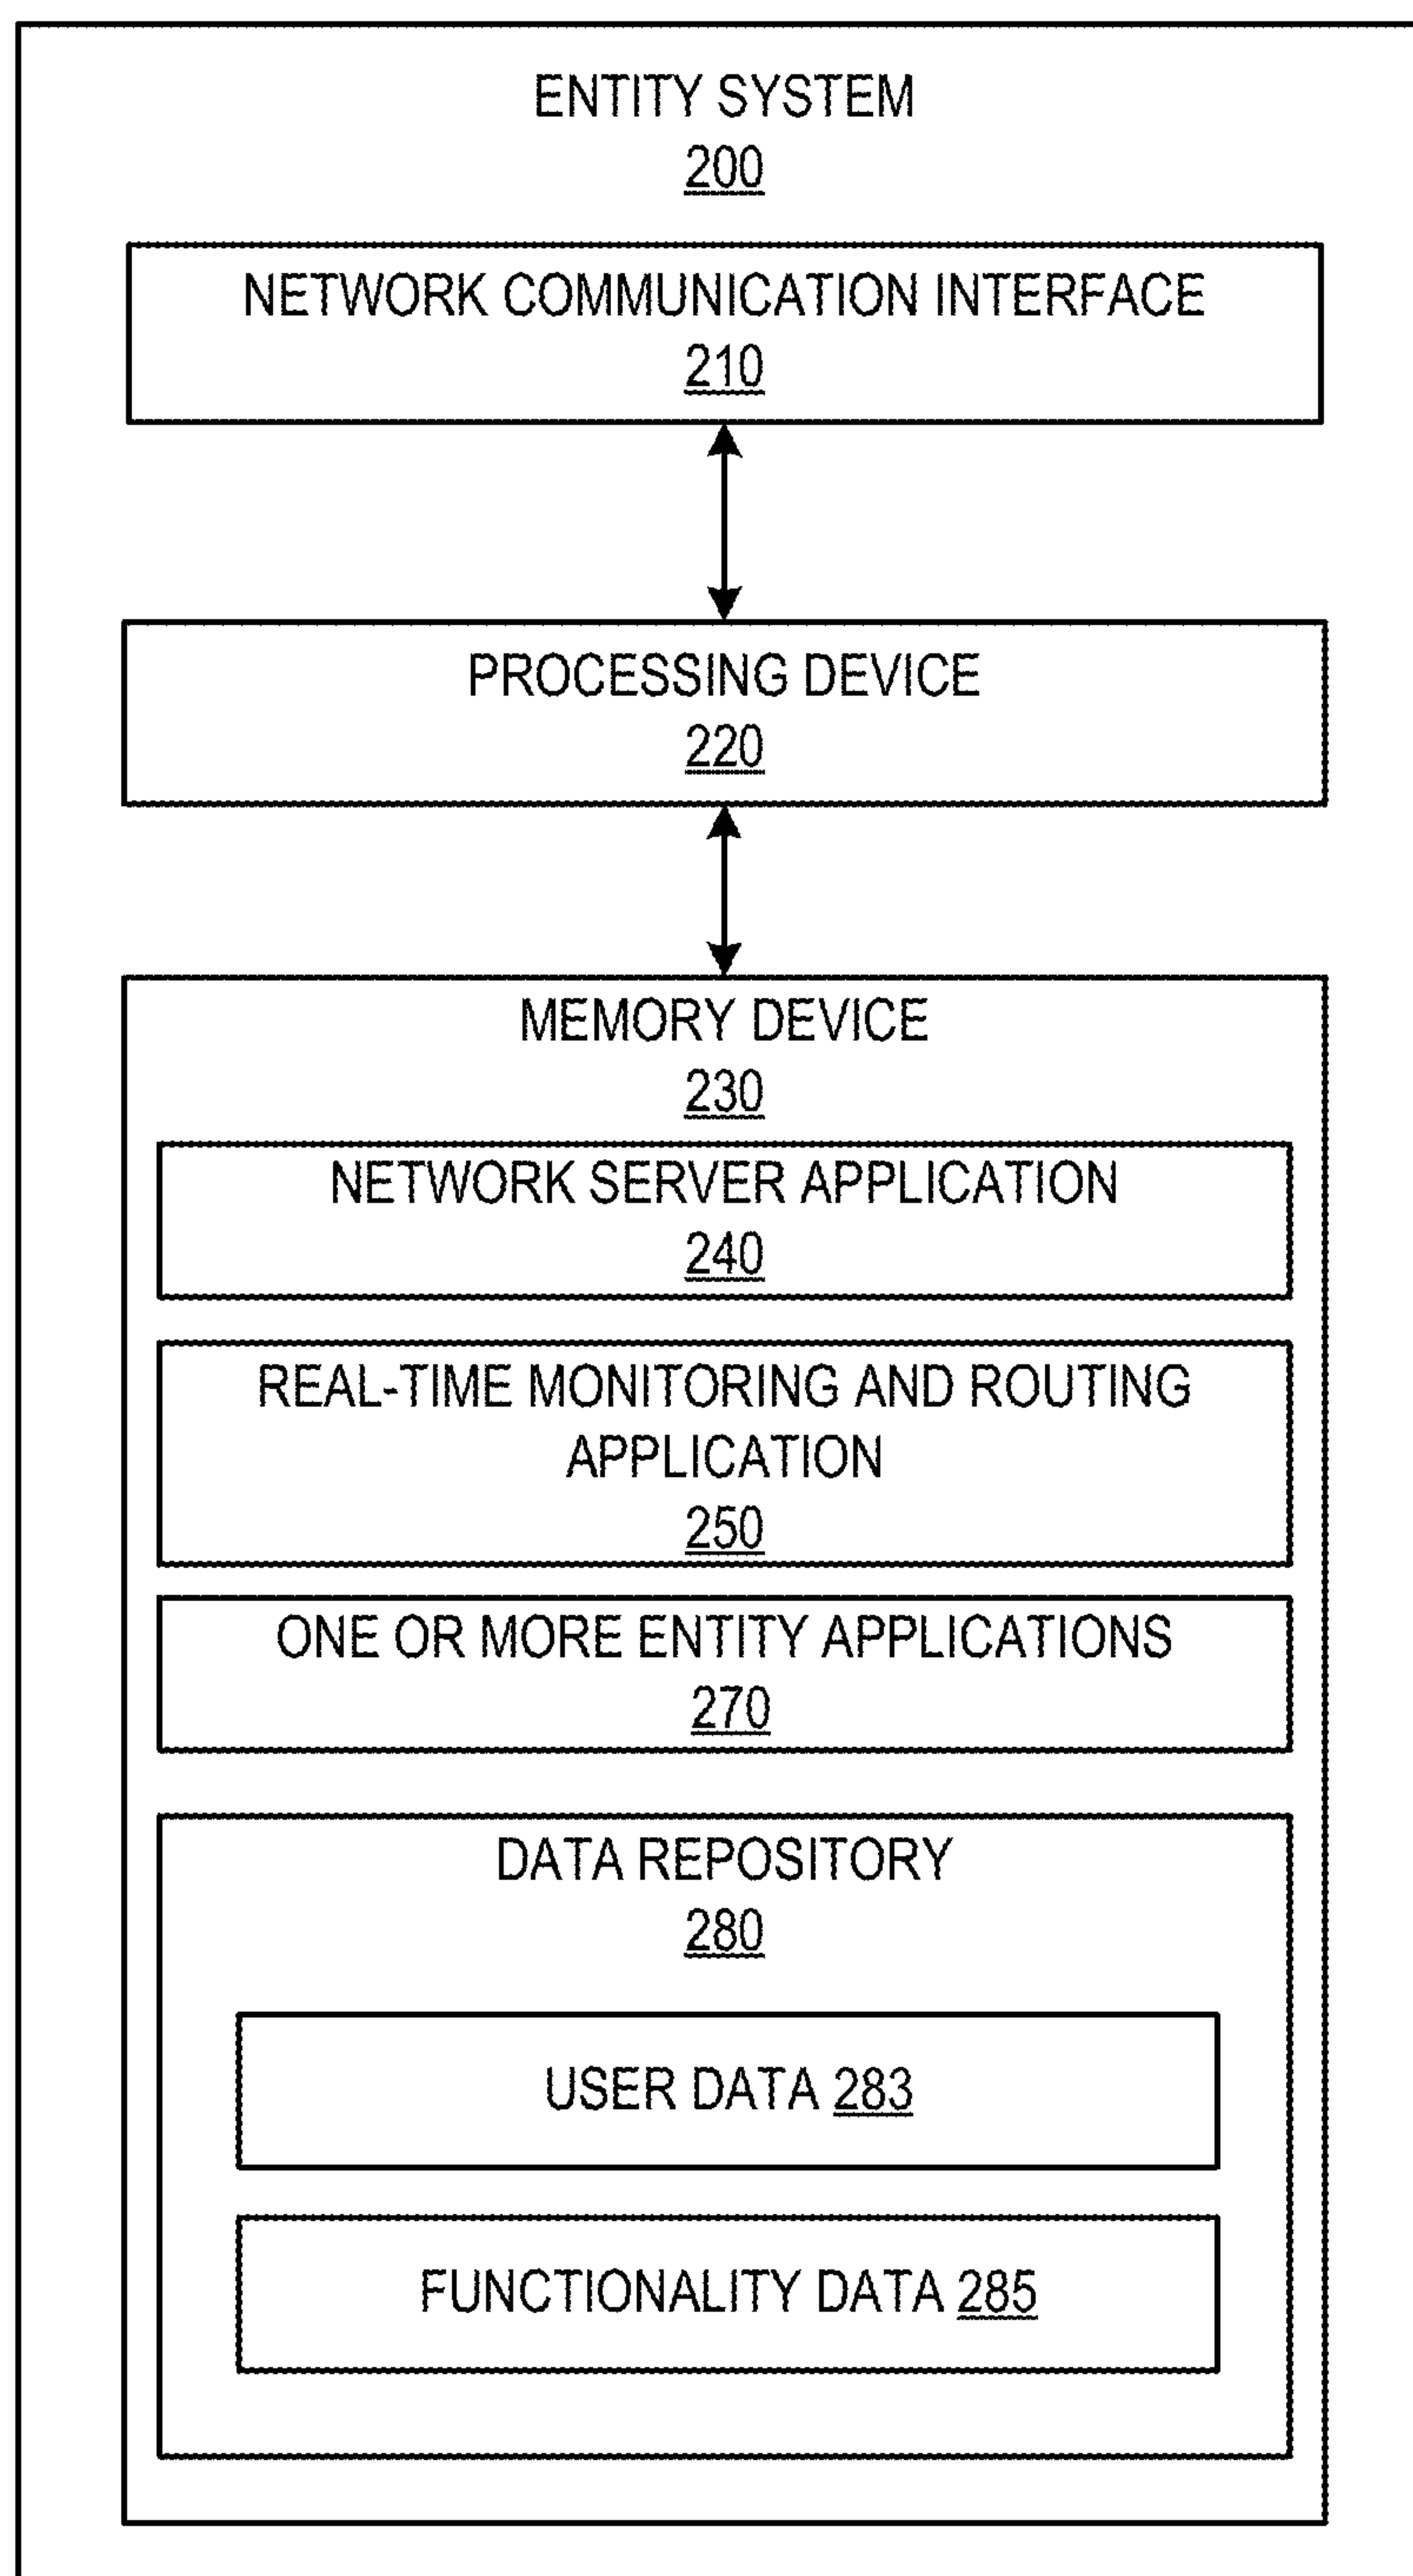 ENTITY SYSTEM
200
NETWORK COMMUNICATION INTERFACE
210
PROCESSING DEVICE
220
MEMORY DEVICE
230
NETWORK SERVER APPLICATION
240
REAL-TIME MONITORING AND ROUTING
APPLICATION
250
ONE OR MORE ENTITY APPLICATIONS
270
DATA REPOSITORY
280
USER DATA 283
FUNCTIONALITY DATA 285